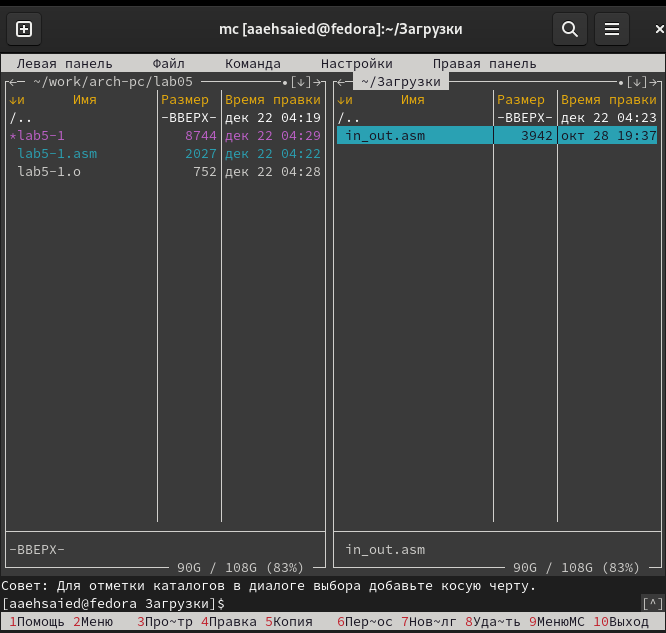 mc [aaehsaied@fedora]:~/Загрузки
Левая панель Файл Команда Настройки Правая панель
~/work/arch-pc/lab05 [↓] ~/Загрузки [↓]
↓и Имя Размер Время правки ↓и Имя Размер Время правки
/.. -ВВЕРХ- дек 22 04:19 /.. -ВВЕРХ- дек 22 04:23
*lab5-1 8744 дек 22 04:29 in_out.asm 3942 окт 28 19:37
lab5-1.asm 2027 дек 22 04:22
lab5-1.o 752 дек 22 04:28
-ВВЕРХ- in_out.asm
90G / 108G (83%) 90G / 108G (83%)
Совет: Для отметки каталогов в диалоге выбора добавьте косую черту.
[aaehsaied@fedora Загрузки]$ [^]
1Помощь 2Меню 3Про~тр 4Правка 5Копия 6Пер~ос 7Нов~лг 8Уда~ть 9МенюMC 10Выход